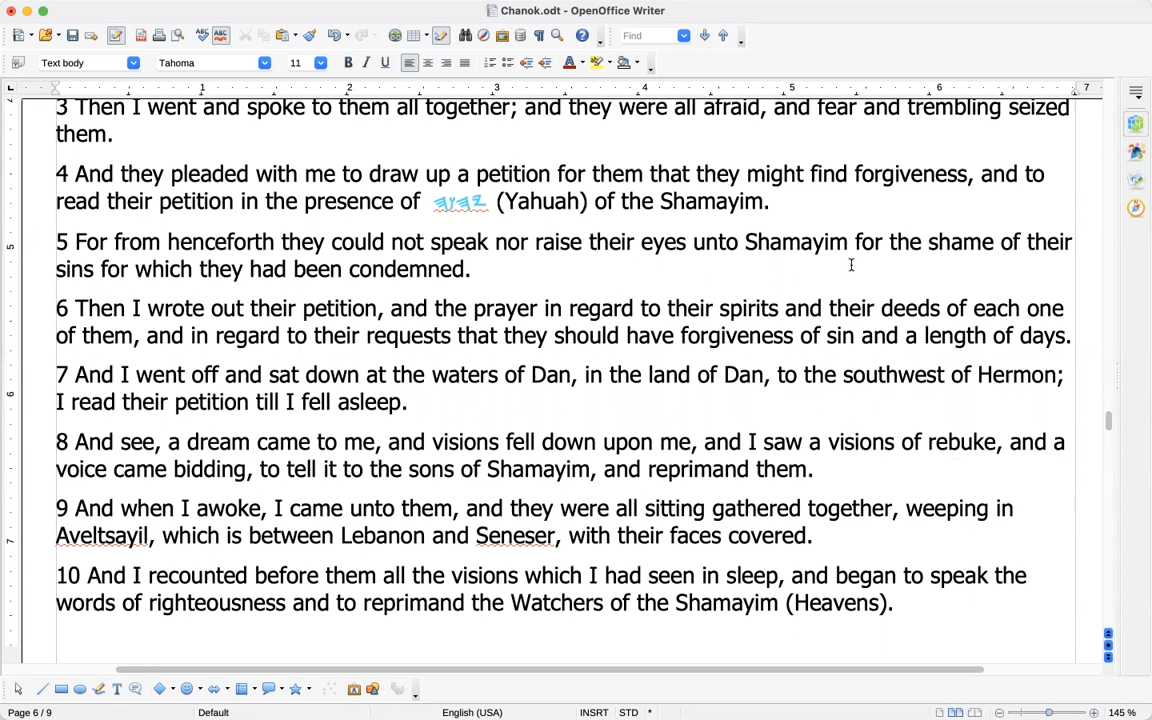 Chanok.odt - OpenOffice Writer
Find
Text body
Tahoma
11
B I U
1 2 3 4 5 6 7
3 Then I went and spoke to them all together; and they were all afraid, and fear and trembling seized
them.
4 And they pleaded with me to draw up a petition for them that they might find forgiveness, and to
read their petition in the presence of 𐤉𐤄𐤅𐤄 (Yahuah) of the Shamayim.
5 For from henceforth they could not speak nor raise their eyes unto Shamayim for the shame of their
sins for which they had been condemned.
6 Then I wrote out their petition, and the prayer in regard to their spirits and their deeds of each one
of them, and in regard to their requests that they should have forgiveness of sin and a length of days.
7 And I went off and sat down at the waters of Dan, in the land of Dan, to the southwest of Hermon;
I read their petition till I fell asleep.
8 And see, a dream came to me, and visions fell down upon me, and I saw a visions of rebuke, and a
voice came bidding, to tell it to the sons of Shamayim, and reprimand them.
9 And when I awoke, I came unto them, and they were all sitting gathered together, weeping in
Aveltsayil, which is between Lebanon and Seneser, with their faces covered.
10 And I recounted before them all the visions which I had seen in sleep, and began to speak the
words of righteousness and to reprimand the Watchers of the Shamayim (Heavens).
Page 6 / 9
Default
English (USA)
INSRT
STD
*
145 %